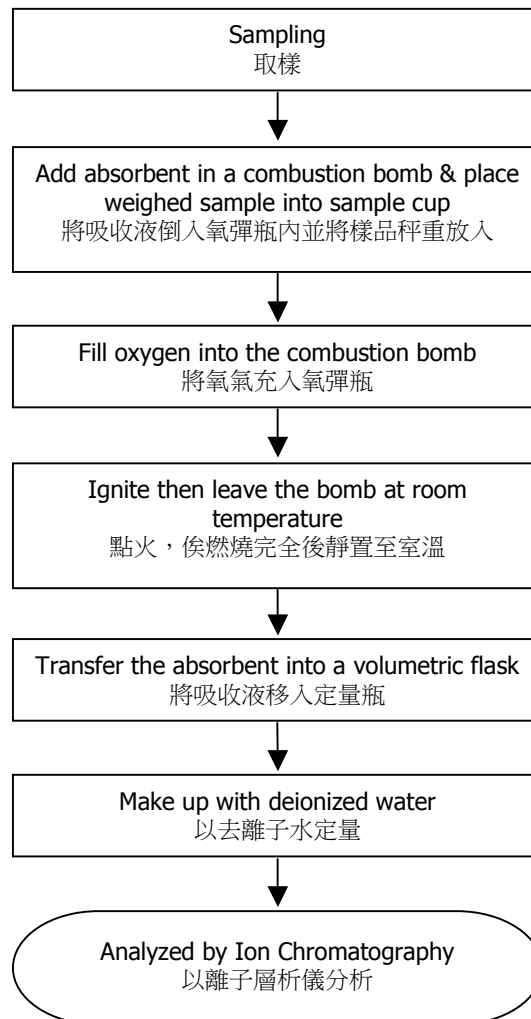 Sampling
取樣
Add absorbent in a combustion bomb & place
weighed sample into sample cup
將吸收液倒入氧彈瓶內並將樣品秤重放入
Fill oxygen into the combustion bomb
將氧氣充入氧彈瓶
Ignite then leave the bomb at room
temperature
點火，俟燃燒完全後靜置至室溫
Transfer the absorbent into a volumetric flask
將吸收液移入定量瓶
Make up with deionized water
以去離子水定量
Analyzed by Ion Chromatography
以離子層析儀分析